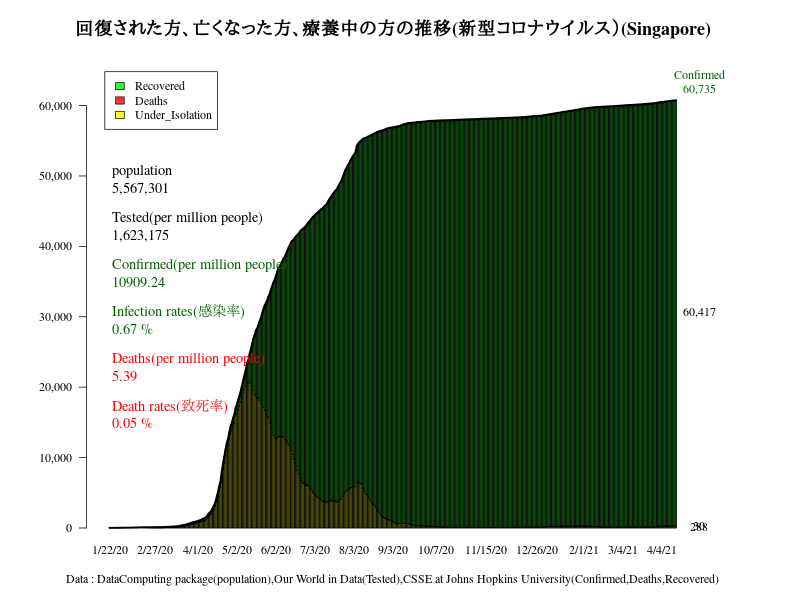 回復された方、亡くなった方、療養中の方の推移(新型コロナウイルス)(Singapore)
Confirmed
60,735
Recovered
Deaths
Under_Isolation
60,000
50,000
40,000
30,000
20,000
10,000
0
population
5,567,301
Tested(per million people)
1,623,175
Confirmed(per million people)
10909.24
Infection rates(感染率)
0.67 %
Deaths(per million people)
5.39
Death rates(致死率)
0.05 %
60,417
30
288
1/22/20 2/27/20 4/1/20 5/2/20 6/2/20 7/3/20 8/3/20 9/3/20 10/7/20 11/15/20 12/26/20 2/1/21 3/4/21 4/4/21
Data : DataComputing package(population),Our World in Data(Tested),CSSE at Johns Hopkins University(Confirmed,Deaths,Recovered)